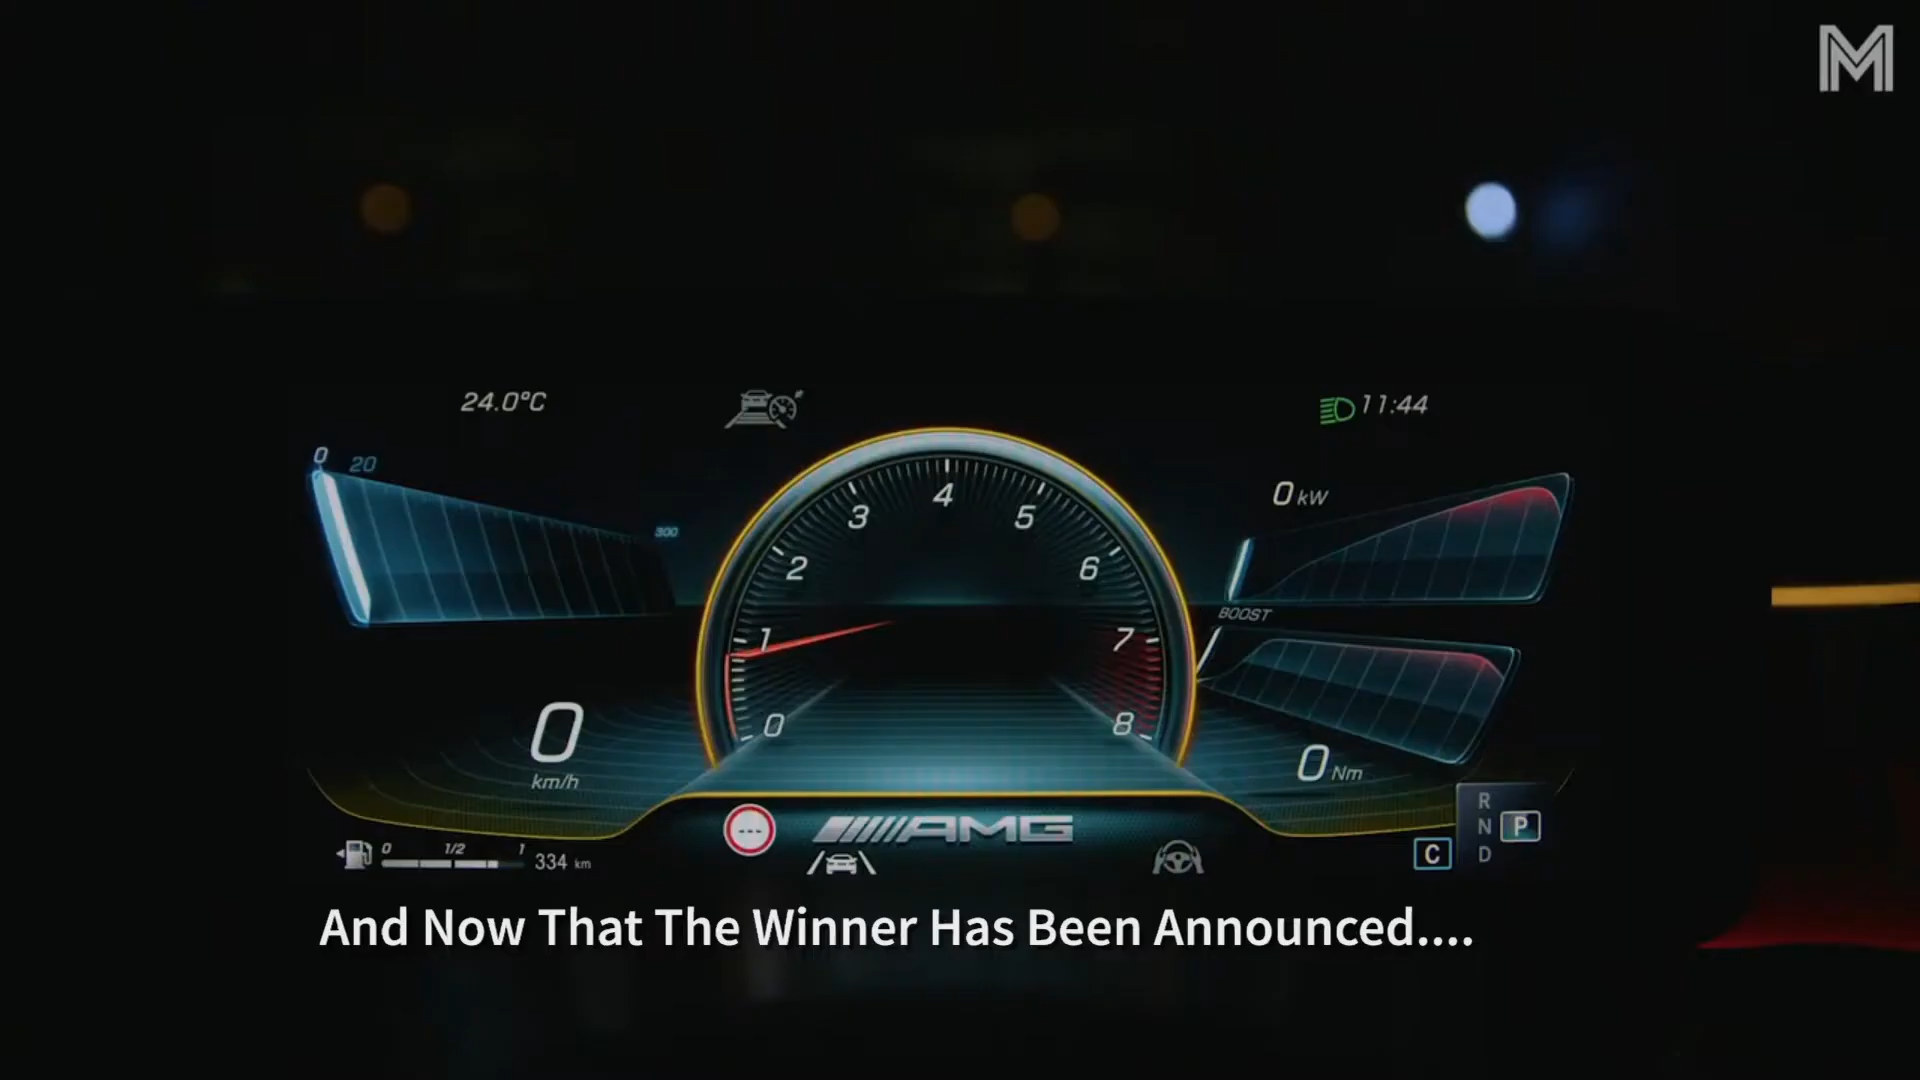 M
24.0°C
11:44
0
20
300
0 kW
BOOST
0
1
2
3
4
5
6
7
8
0
km/h
0 Nm
AMG
R
N
D
P
C
0
1/2
1
334 km
And Now That The Winner Has Been Announced....